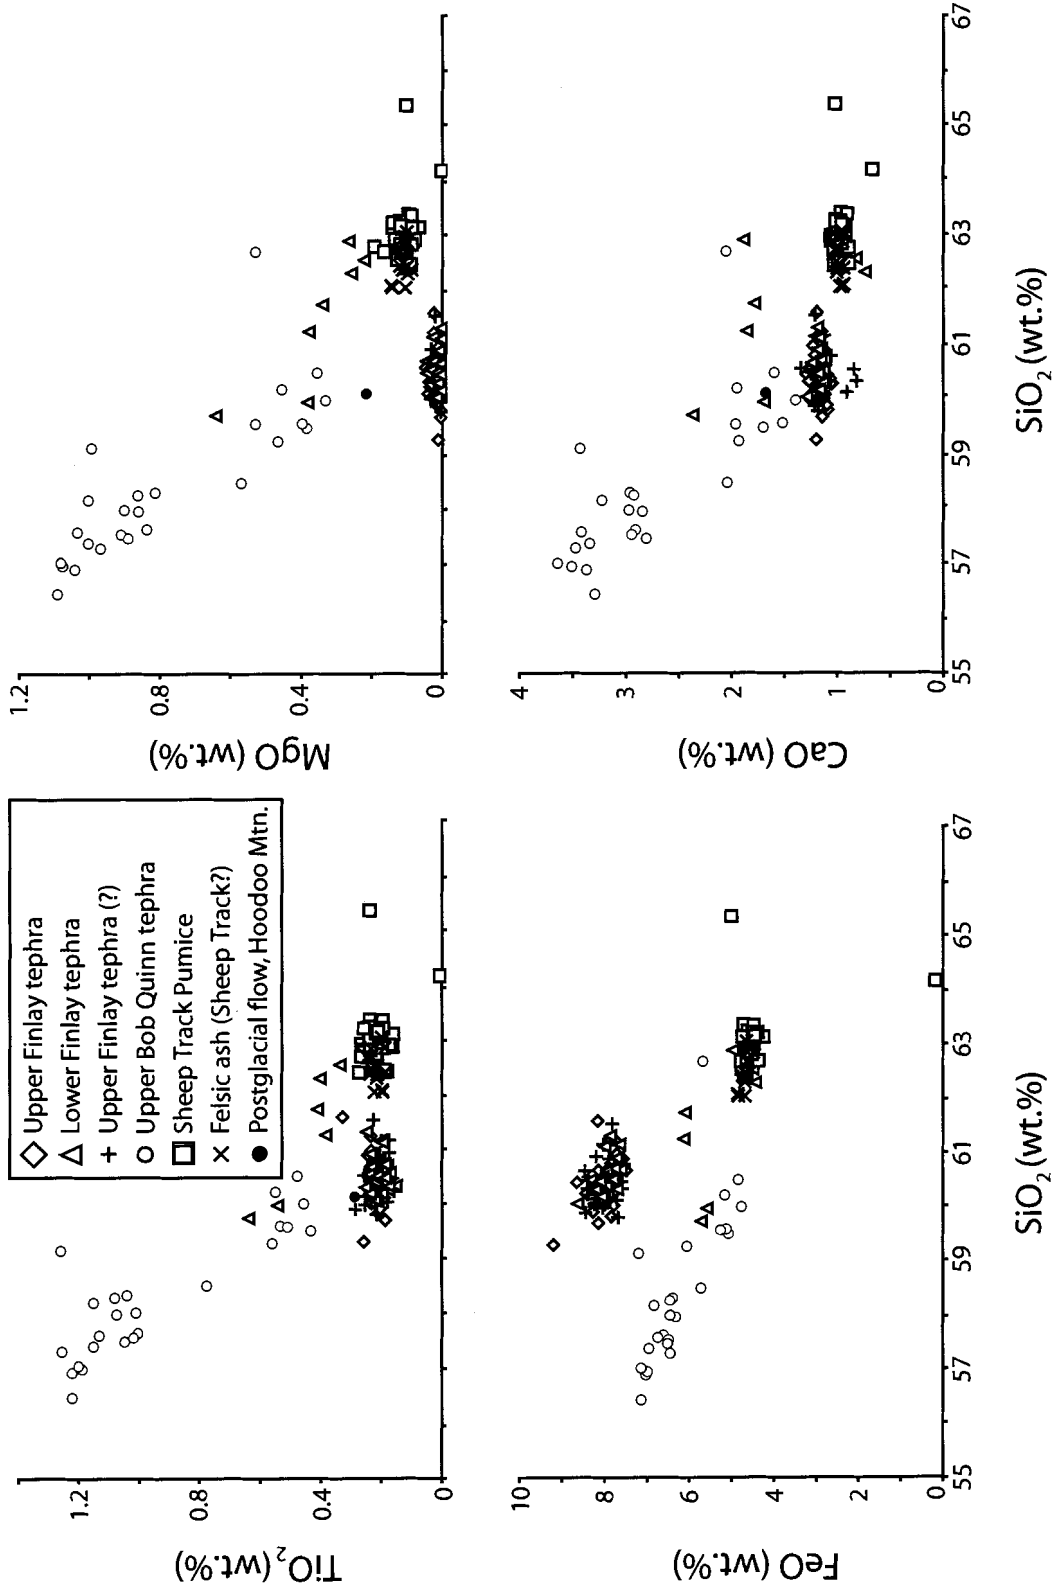 TiO2 (wt.%)
1.2
0.8
0.4
0
Upper Finlay tephra
Lower Finlay tephra
Upper Finlay tephra (?)
Upper Bob Quinn tephra
Sheep Track Pumice
Felsic ash (Sheep Track?)
Postglacial flow, Hoodoo Mtn.
MgO (wt.%)
1.2
0.8
0.4
0
FeO (wt.%)
10
8
6
4
2
0
55
57
59
61
63
65
67
SiO2 (wt.%)
CaO (wt.%)
4
3
2
1
0
55
57
59
61
63
65
67
SiO2 (wt.%)